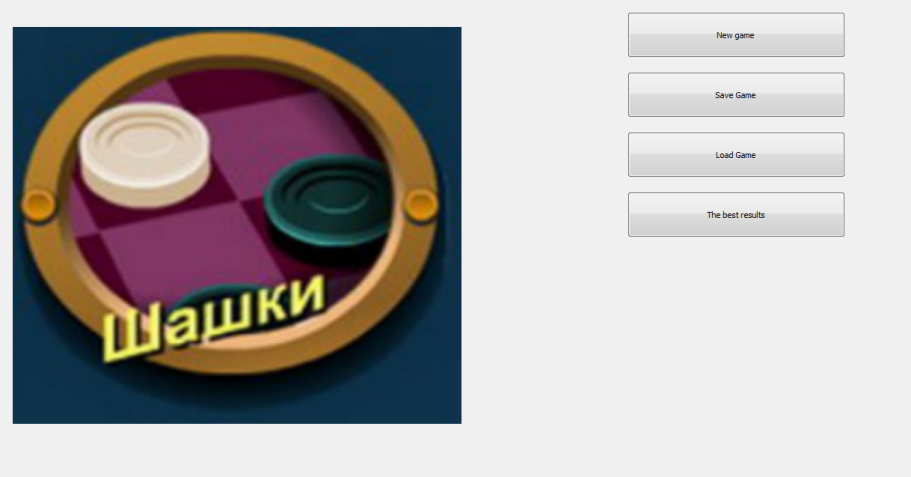 Шашки
New game
Save Game
Load Game
The best results